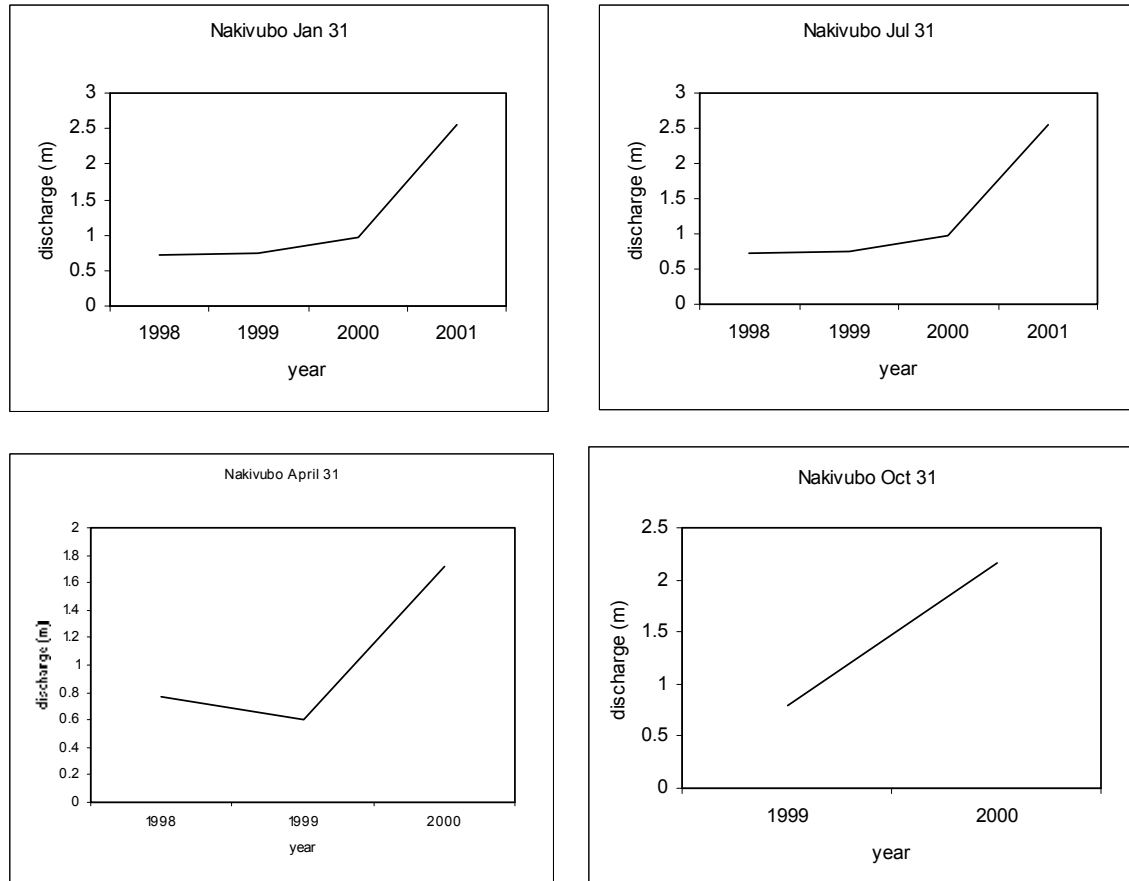 Nakivubo Jan 31
3
2.5
2
1.5
1
0.5
0
discharge (m)
1998 1999 2000 2001
year
Nakivubo Jul 31
3
2.5
2
1.5
1
0.5
0
discharge (m)
1998 1999 2000 2001
year
Nakivubo April 31
2
1.8
1.6
1.4
1.2
1
0.8
0.6
0.4
0.2
0
discharge (m)
1998 1999 2000
year
Nakivubo Oct 31
2.5
2
1.5
1
0.5
0
discharge (m)
1999 2000
year